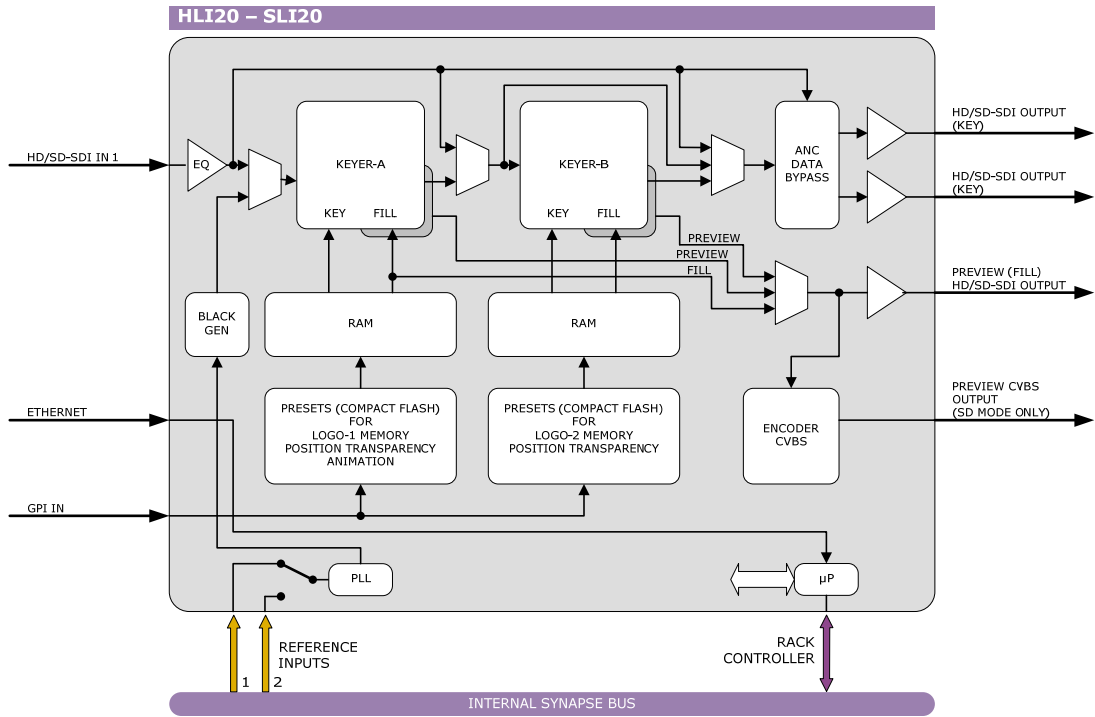 HLI20 – SLI20
HD/SD-SDI IN 1
EQ
KEYER-A
KEY
FILL
KEYER-B
KEY
FILL
ANC
DATA
BYPASS
HD/SD-SDI OUTPUT
(KEY)
HD/SD-SDI OUTPUT
(KEY)
PREVIEW
PREVIEW
FILL
PREVIEW (FILL)
HD/SD-SDI OUTPUT
BLACK
GEN
RAM
RAM
ETHERNET
PRESETS (COMPACT FLASH)
FOR
LOGO-1 MEMORY
POSITION TRANSPARENCY
ANIMATION
PRESETS (COMPACT FLASH)
FOR
LOGO-2 MEMORY
POSITION TRANSPARENCY
ENCODER
CVBS
PREVIEW CVBS
OUTPUT
(SD MODE ONLY)
GPI IN
PLL
µP
REFERENCE
INPUTS
1
2
RACK
CONTROLLER
INTERNAL SYNAPSE BUS